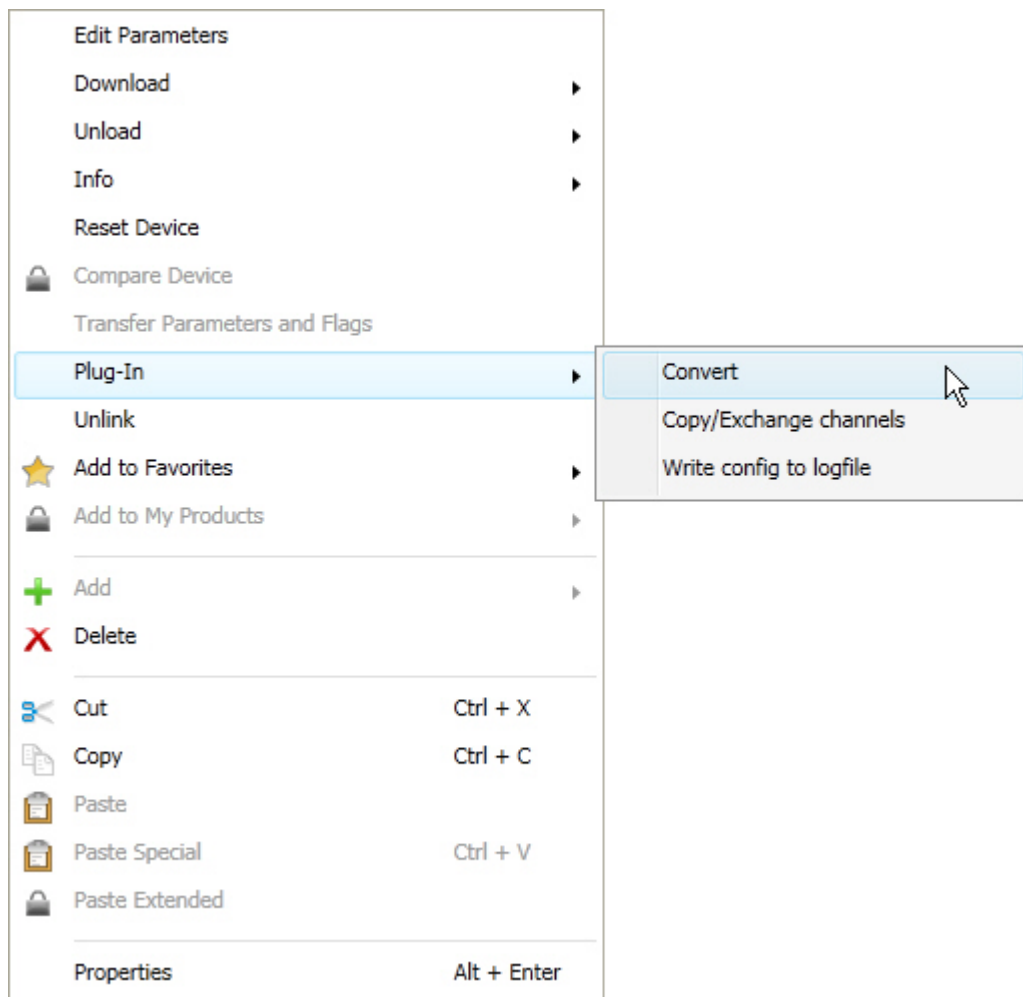 Edit Parameters
Download
Unload
Info
Reset Device
Compare Device
Transfer Parameters and Flags
Plug-In
Convert
Unlink
Copy/Exchange channels
Add to Favorites
Write config to logfile
Add to My Products
Add
Delete
Cut Ctrl + X
Copy Ctrl + C
Paste
Paste Special Ctrl + V
Paste Extended
Properties Alt + Enter